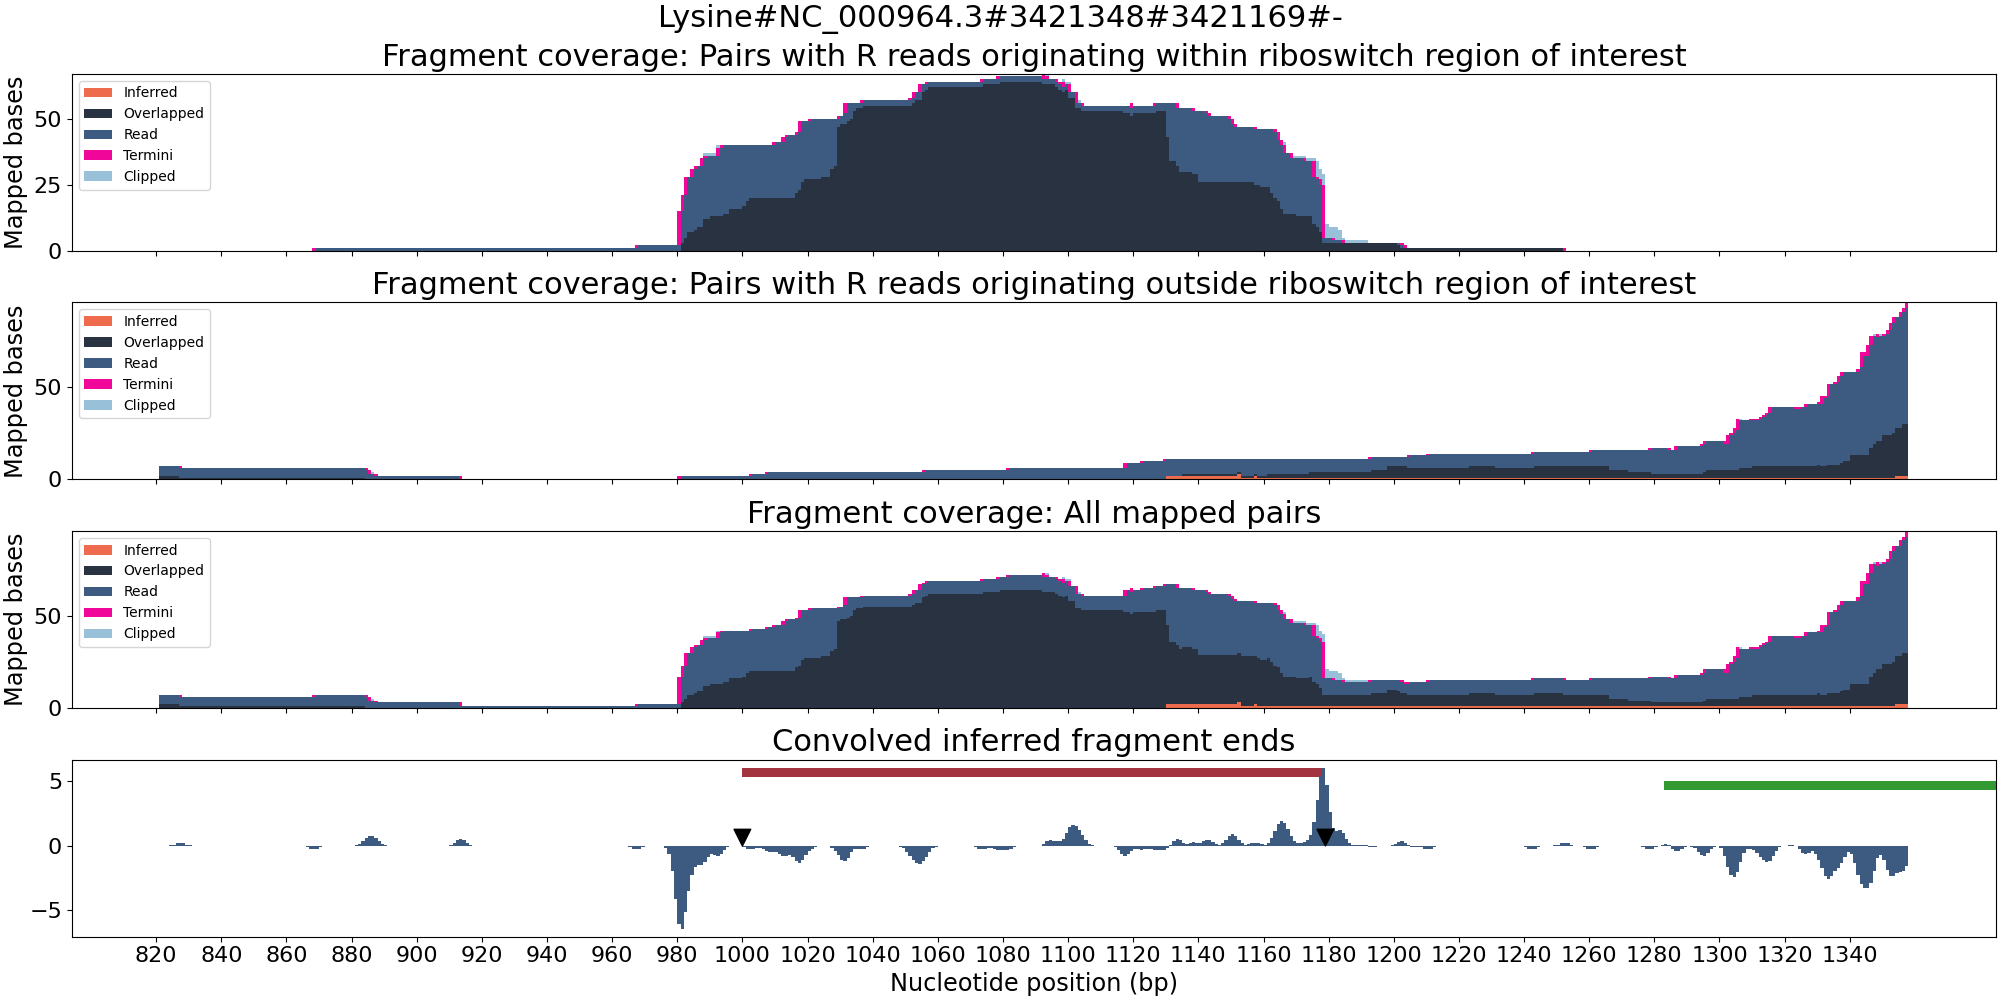 Lysine#NC_000964.3#3421348#3421169#-
Fragment coverage: Pairs with R reads originating within riboswitch region of interest
Mapped bases
50
25
0
Inferred
Overlapped
Read
Termini
Clipped
Fragment coverage: Pairs with R reads originating outside riboswitch region of interest
Mapped bases
50
0
Inferred
Overlapped
Read
Termini
Clipped
Fragment coverage: All mapped pairs
Mapped bases
50
0
Inferred
Overlapped
Read
Termini
Clipped
Convolved inferred fragment ends
5
0
−5
820 840 860 880 900 920 940 960 980 1000 1020 1040 1060 1080 1100 1120 1140 1160 1180 1200 1220 1240 1260 1280 1300 1320 1340
Nucleotide position (bp)